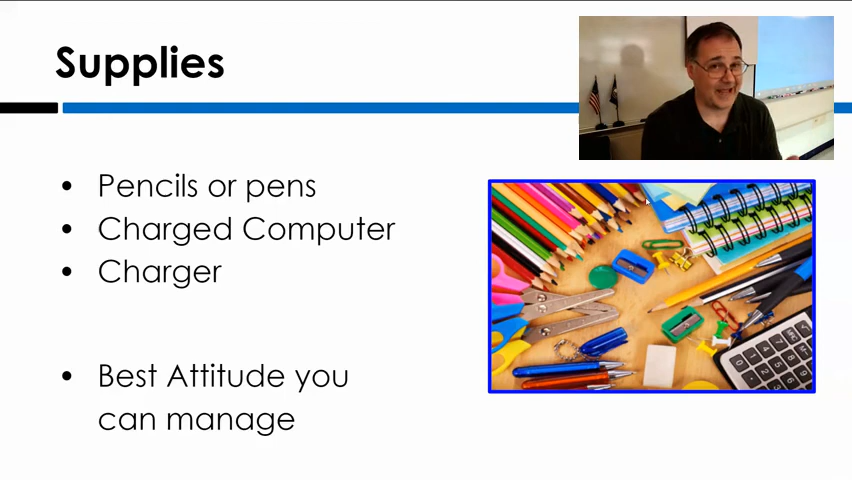 Supplies
• Pencils or pens
• Charged Computer
• Charger
• Best Attitude you
can manage